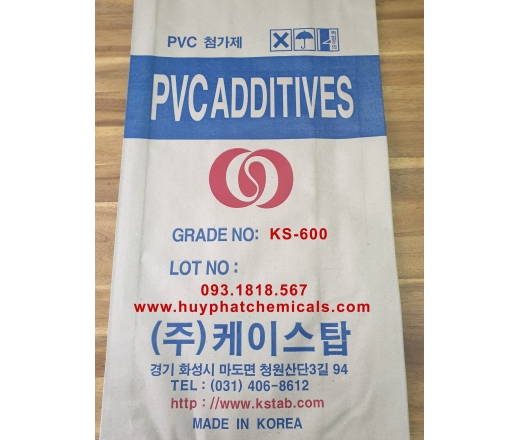 PVC 첨가제
PVC ADDITIVES
GRADE NO: KS-600
LOT NO :
093.1818.567
www.huyphatchemicals.com.
(주)케이스탑
경기 화성시 마도면 청원산단3길 94
TEL : (031) 406-8612
http : //www.kstab.com
MADE IN KOREA